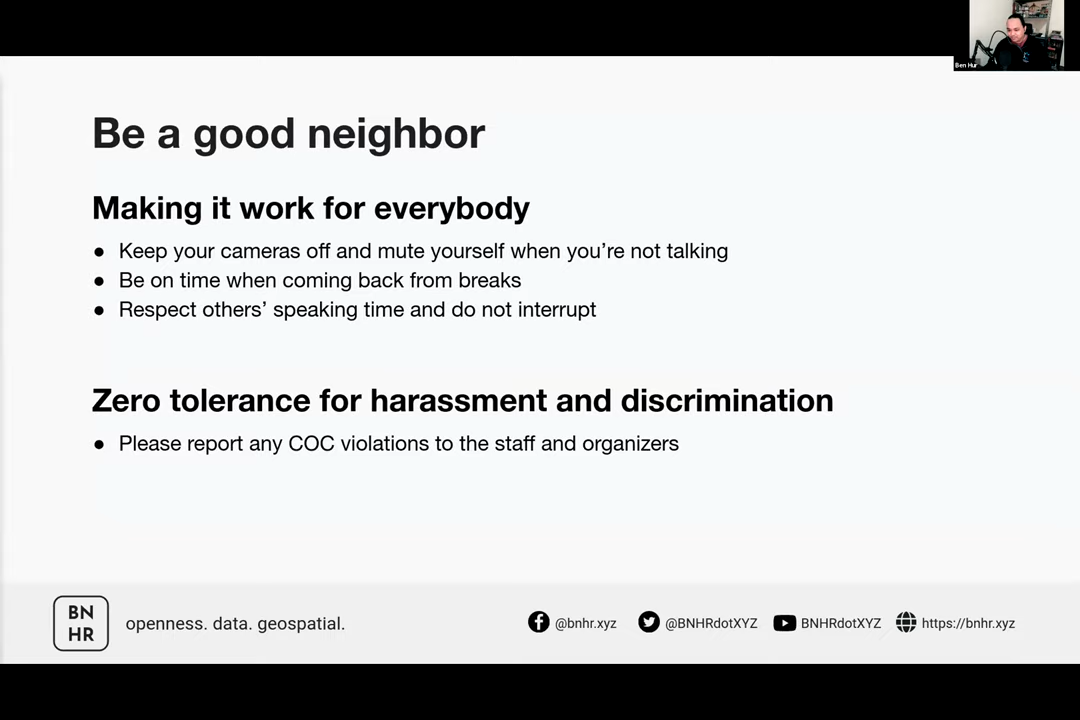 Ben Hur
Be a good neighbor
Making it work for everybody
● Keep your cameras off and mute yourself when you’re not talking
● Be on time when coming back from breaks
● Respect others’ speaking time and do not interrupt
Zero tolerance for harassment and discrimination
● Please report any COC violations to the staff and organizers
BN
HR
openness. data. geospatial.
@bnhr.xyz
@BNHRdotXYZ
BNHRdotXYZ
https://bnhr.xyz